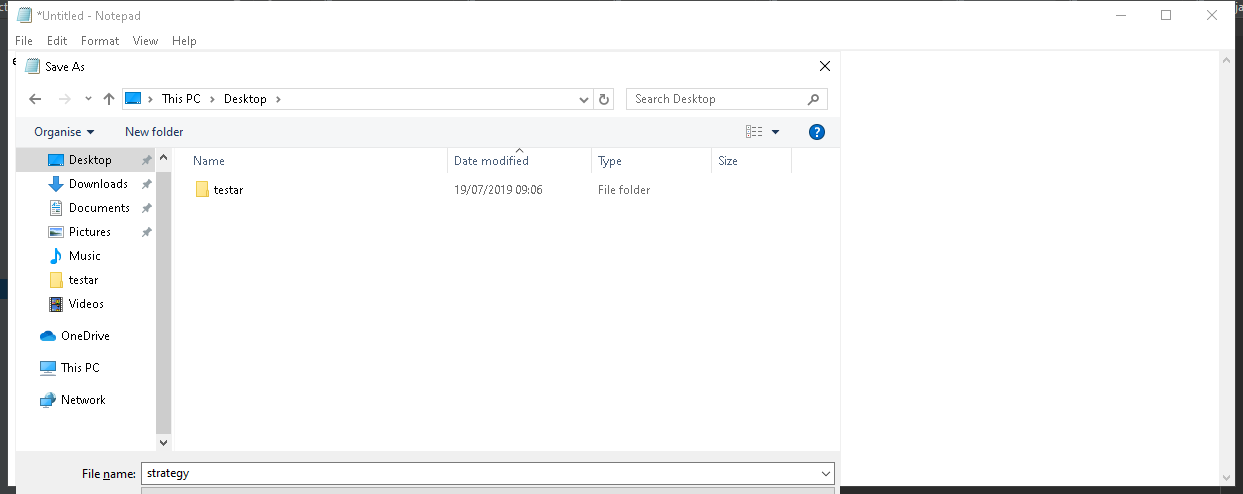 *Untitled - Notepad
File Edit Format View Help
Save As
This PC Desktop
Search Desktop
Organise New folder
Name Date modified Type Size
Desktop
Downloads
Documents
Pictures
Music
testar
Videos
OneDrive
This PC
Network
testar 19/07/2019 09:06 File folder
File name: strategy